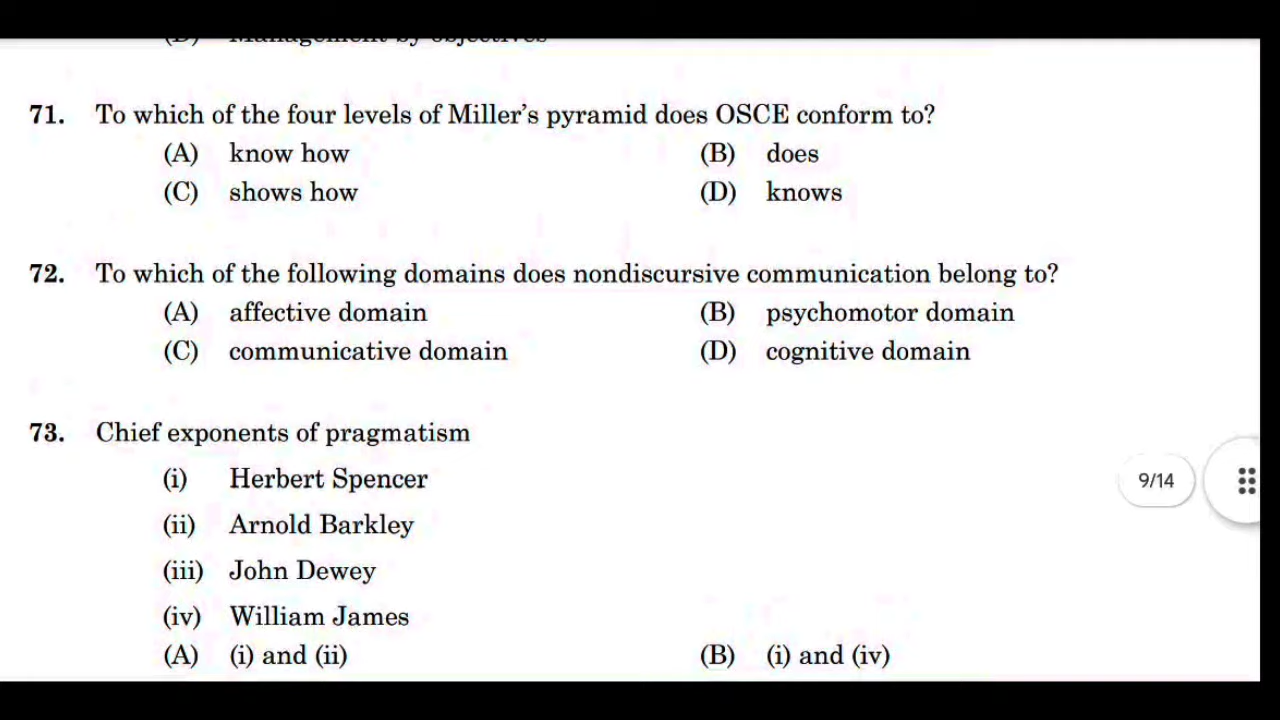 71. To which of the four levels of Miller's pyramid does OSCE conform to?
(A) know how (B) does
(C) shows how (D) knows
72. To which of the following domains does nondiscursive communication belong to?
(A) affective domain (B) psychomotor domain
(C) communicative domain (D) cognitive domain
73. Chief exponents of pragmatism
(i) Herbert Spencer
(ii) Arnold Barkley
9/14
(iii) John Dewey
(iv) William James
(A) (i) and (ii) (B) (i) and (iv)